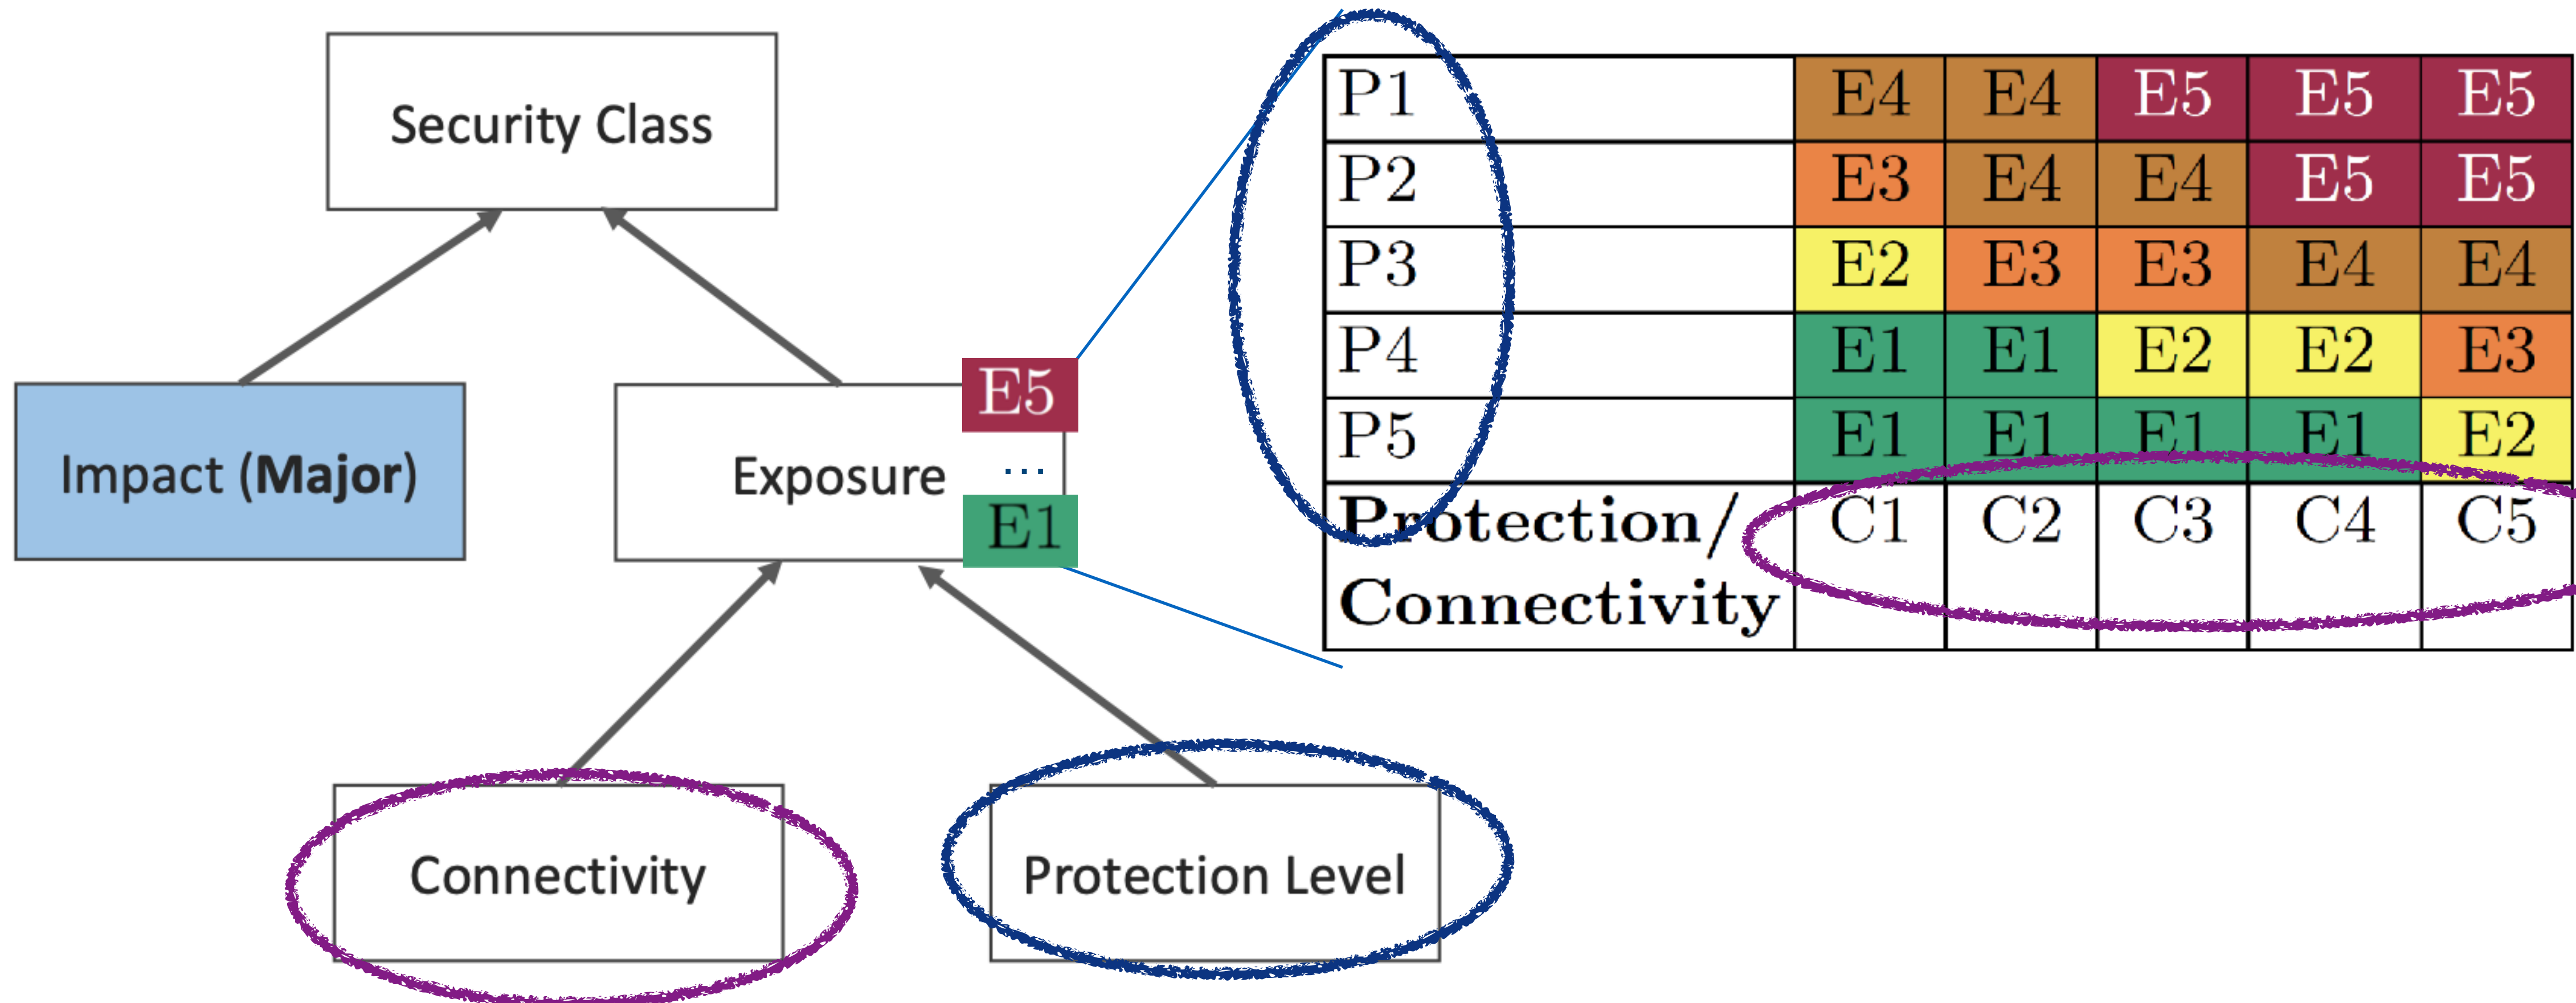 Security Class
Impact (Major)
Exposure
E5
...
E1
Connectivity
Protection Level
P1 E4 E4 E5 E5 E5
P2 E3 E4 E4 E5 E5
P3 E2 E3 E3 E4 E4
P4 E1 E1 E2 E2 E3
P5 E1 E1 E1 E1 E2
Protection/ C1 C2 C3 C4 C5
Connectivity